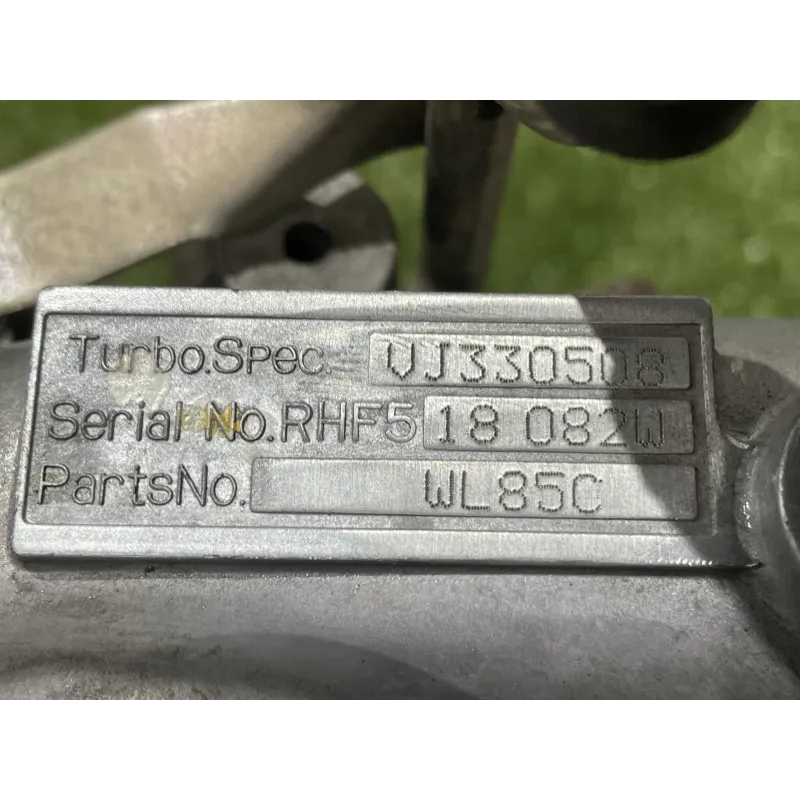 Turbo.Spec. VJ330508
Serial No.RHF5 18 082W
PartsNo. WL85C